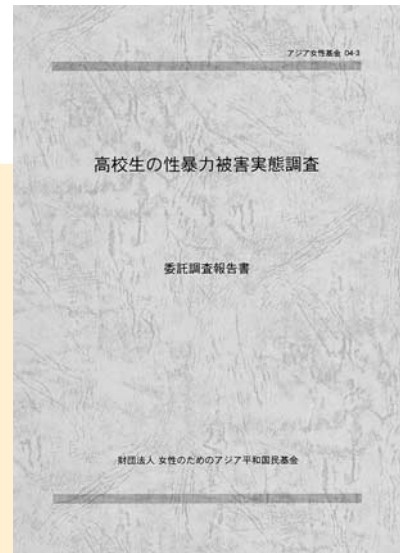 アジア女性基金 04-3
高校生の性暴力被害実態調査
委託調査報告書
財団法人 女性のためのアジア平和国民基金